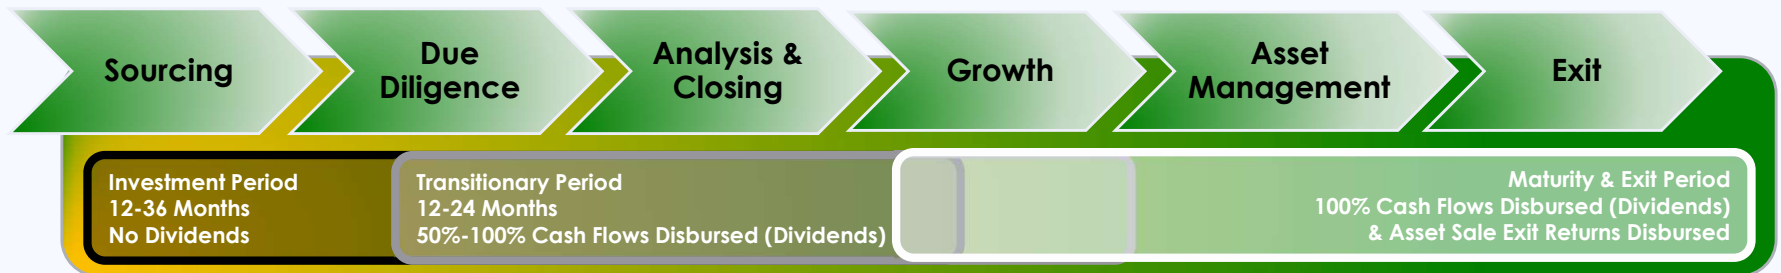 Sourcing
Due
Diligence
Analysis &
Closing
Growth
Asset
Management
Exit
Investment Period
12-36 Months
No Dividends
Transitionary Period
12-24 Months
50%-100% Cash Flows Disbursed (Dividends)
Maturity & Exit Period
100% Cash Flows Disbursed (Dividends)
& Asset Sale Exit Returns Disbursed